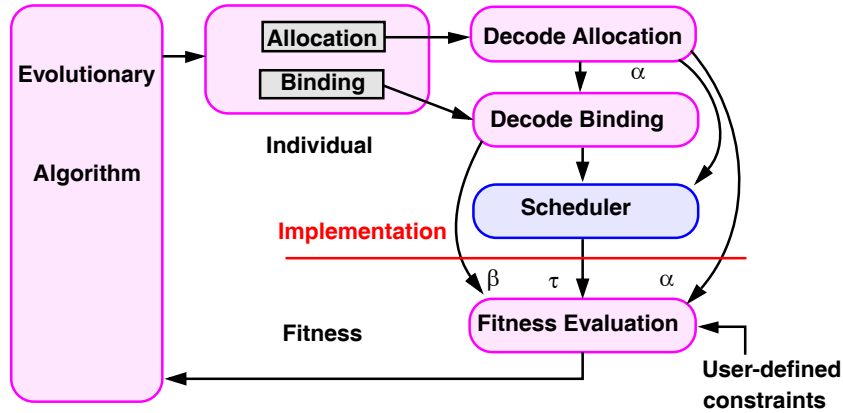 Evolutionary
Algorithm
Allocation
Binding
Individual
Decode Allocation
α
Decode Binding
Scheduler
Implementation
β
τ
α
Fitness Evaluation
Fitness
User-defined
constraints